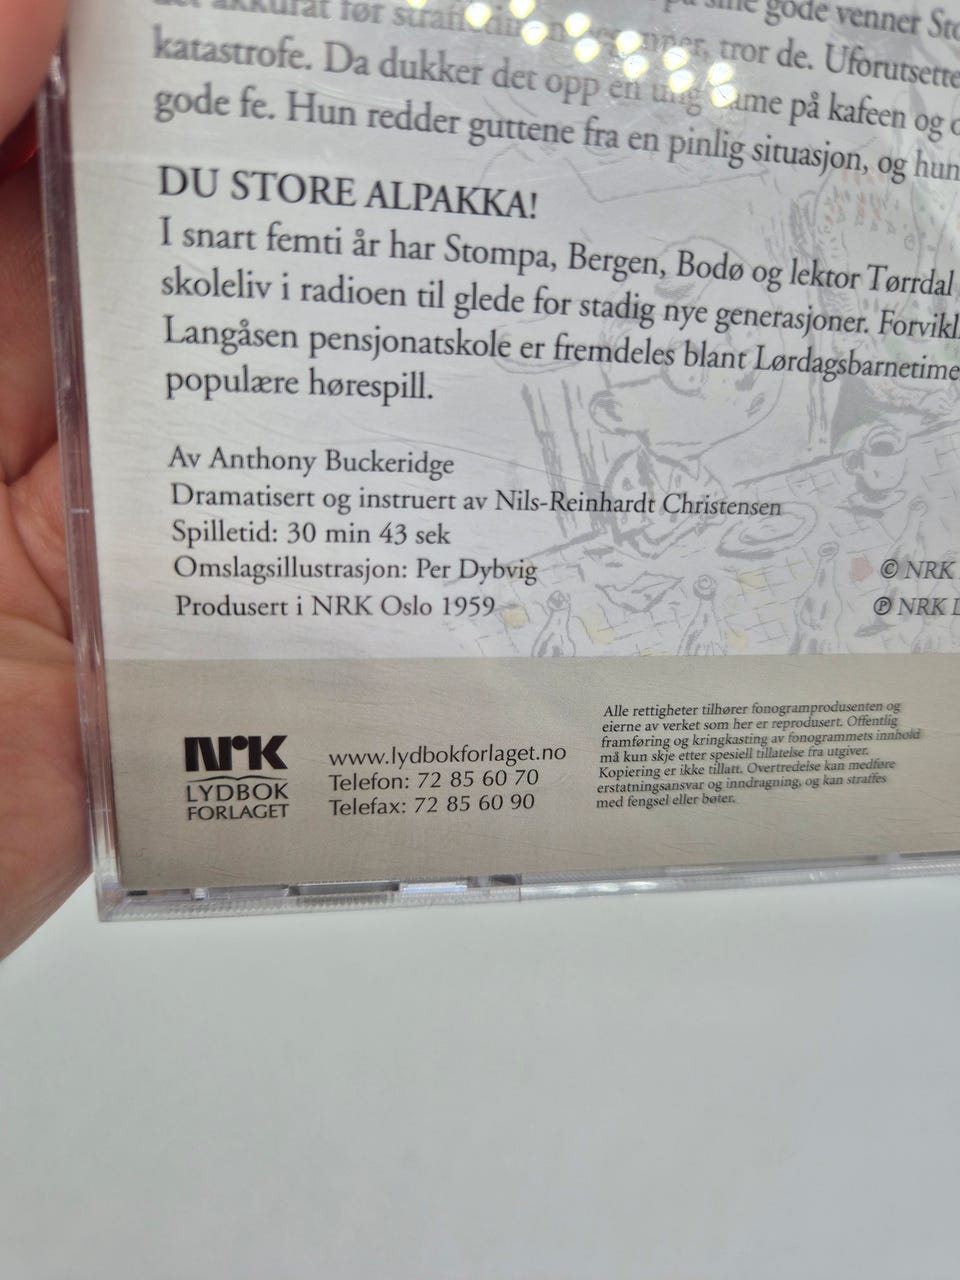 gode venner
akkurat før
tror de. Uforutsette
katastrofe. Da dukker det opp en ung dame på kafeen og
gode fe. Hun redder guttene fra en pinlig situasjon, og hun
DU STORE ALPAKKA!
I snart femti år har Stompa, Bergen, Bodø og lektor Tørrdal
skoleliv i radioen til glede for stadig nye generasjoner. Forvikl
Langåsen pensjonatskole er fremdeles blant Lørdagsbarnetime
populære hørespill.
Av Anthony Buckeridge
Dramatisert og instruert av Nils-Reinhardt Christensen
Spilletid: 30 min 43 sek
Omslagsillustrasjon: Per Dybvig
© NRK
Produsert i NRK Oslo 1959
℗ NRK
NRK
LYDBOK
FORLAGET
www.lydbokforlaget.no
Telefon: 72 85 60 70
Telefax: 72 85 60 90
Alle rettigheter tilhører fonogramprodusenten og
eierne av verket som her er reprodusert. Offentlig
framføring og kringkasting av fonogrammets innhold
må kun skje etter spesiell tillatelse fra utgiver.
Kopiering er ikke tillatt. Overtredelse kan medføre
erstatningsansvar og inndragning, og kan straffes
med fengsel eller bøter.